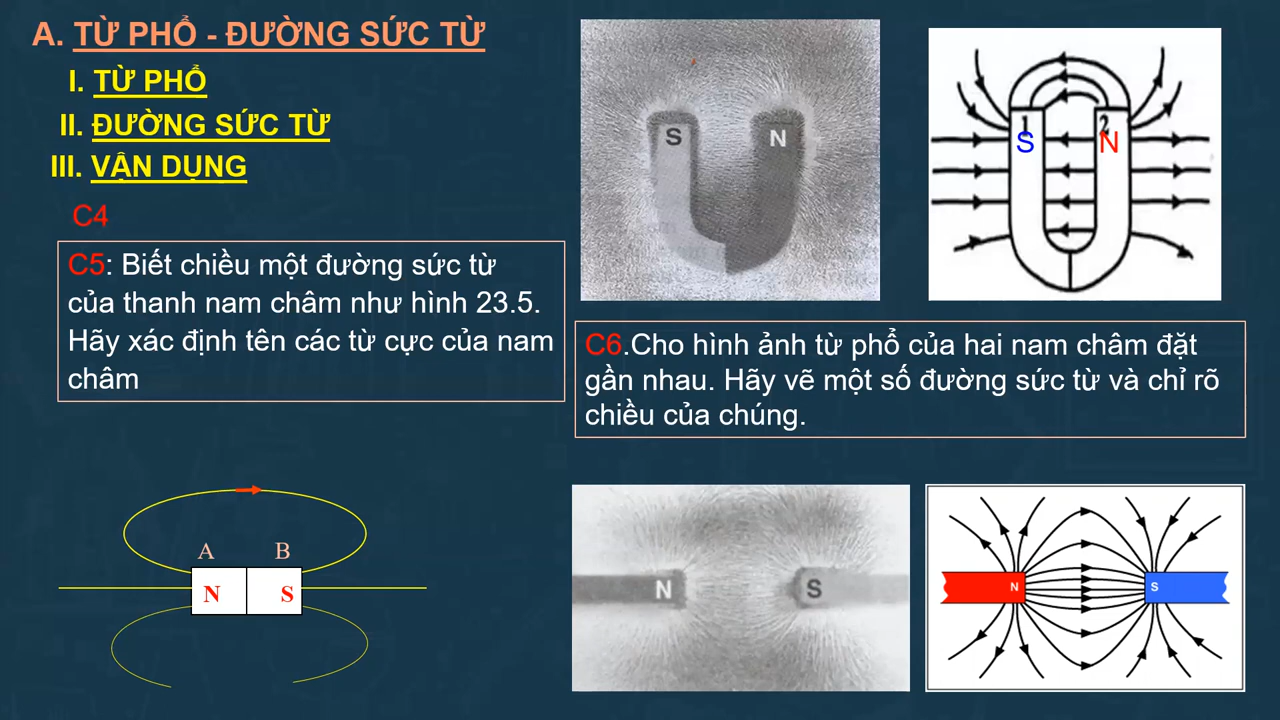 A. TỪ PHỔ - ĐƯỜNG SỨC TỪ
I. TỪ PHỔ
II. ĐƯỜNG SỨC TỪ
III. VẬN DỤNG
C4
C5: Biết chiều một đường sức từ
của thanh nam châm như hình 23.5.
Hãy xác định tên các từ cực của nam
châm
A B
N S
S N
1 2
S N
C6.Cho hình ảnh từ phổ của hai nam châm đặt
gần nhau. Hãy vẽ một số đường sức từ và chỉ rõ
chiều của chúng.
N S
N S